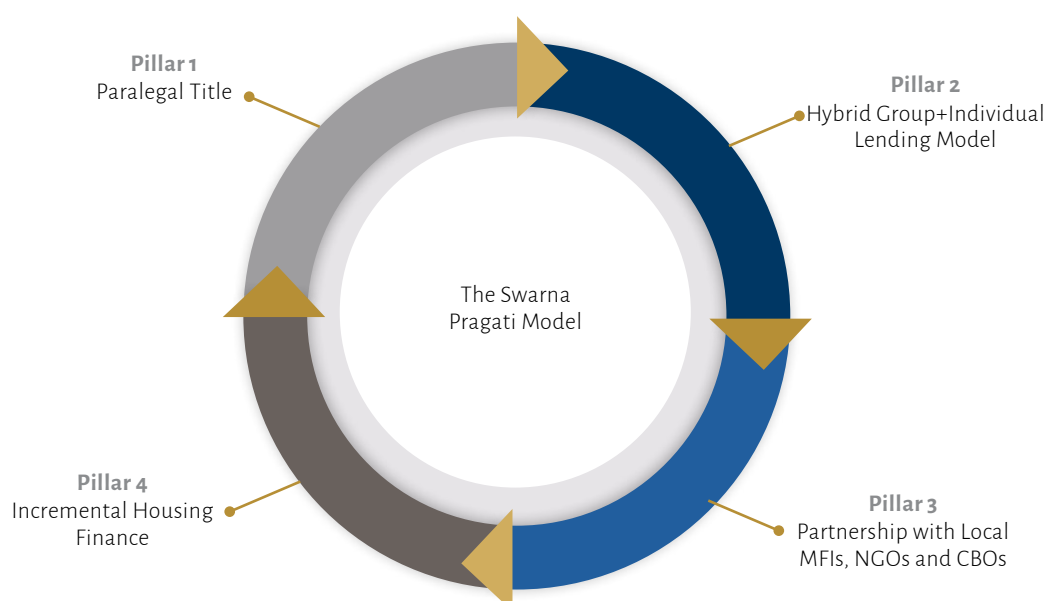 Pillar 1
Paralegal Title
Pillar 2
Hybrid Group+Individual
Lending Model
The Swarna
Pragati Model
Pillar 3
Partnership with Local
MFIs, NGOs and CBOs
Pillar 4
Incremental Housing
Finance